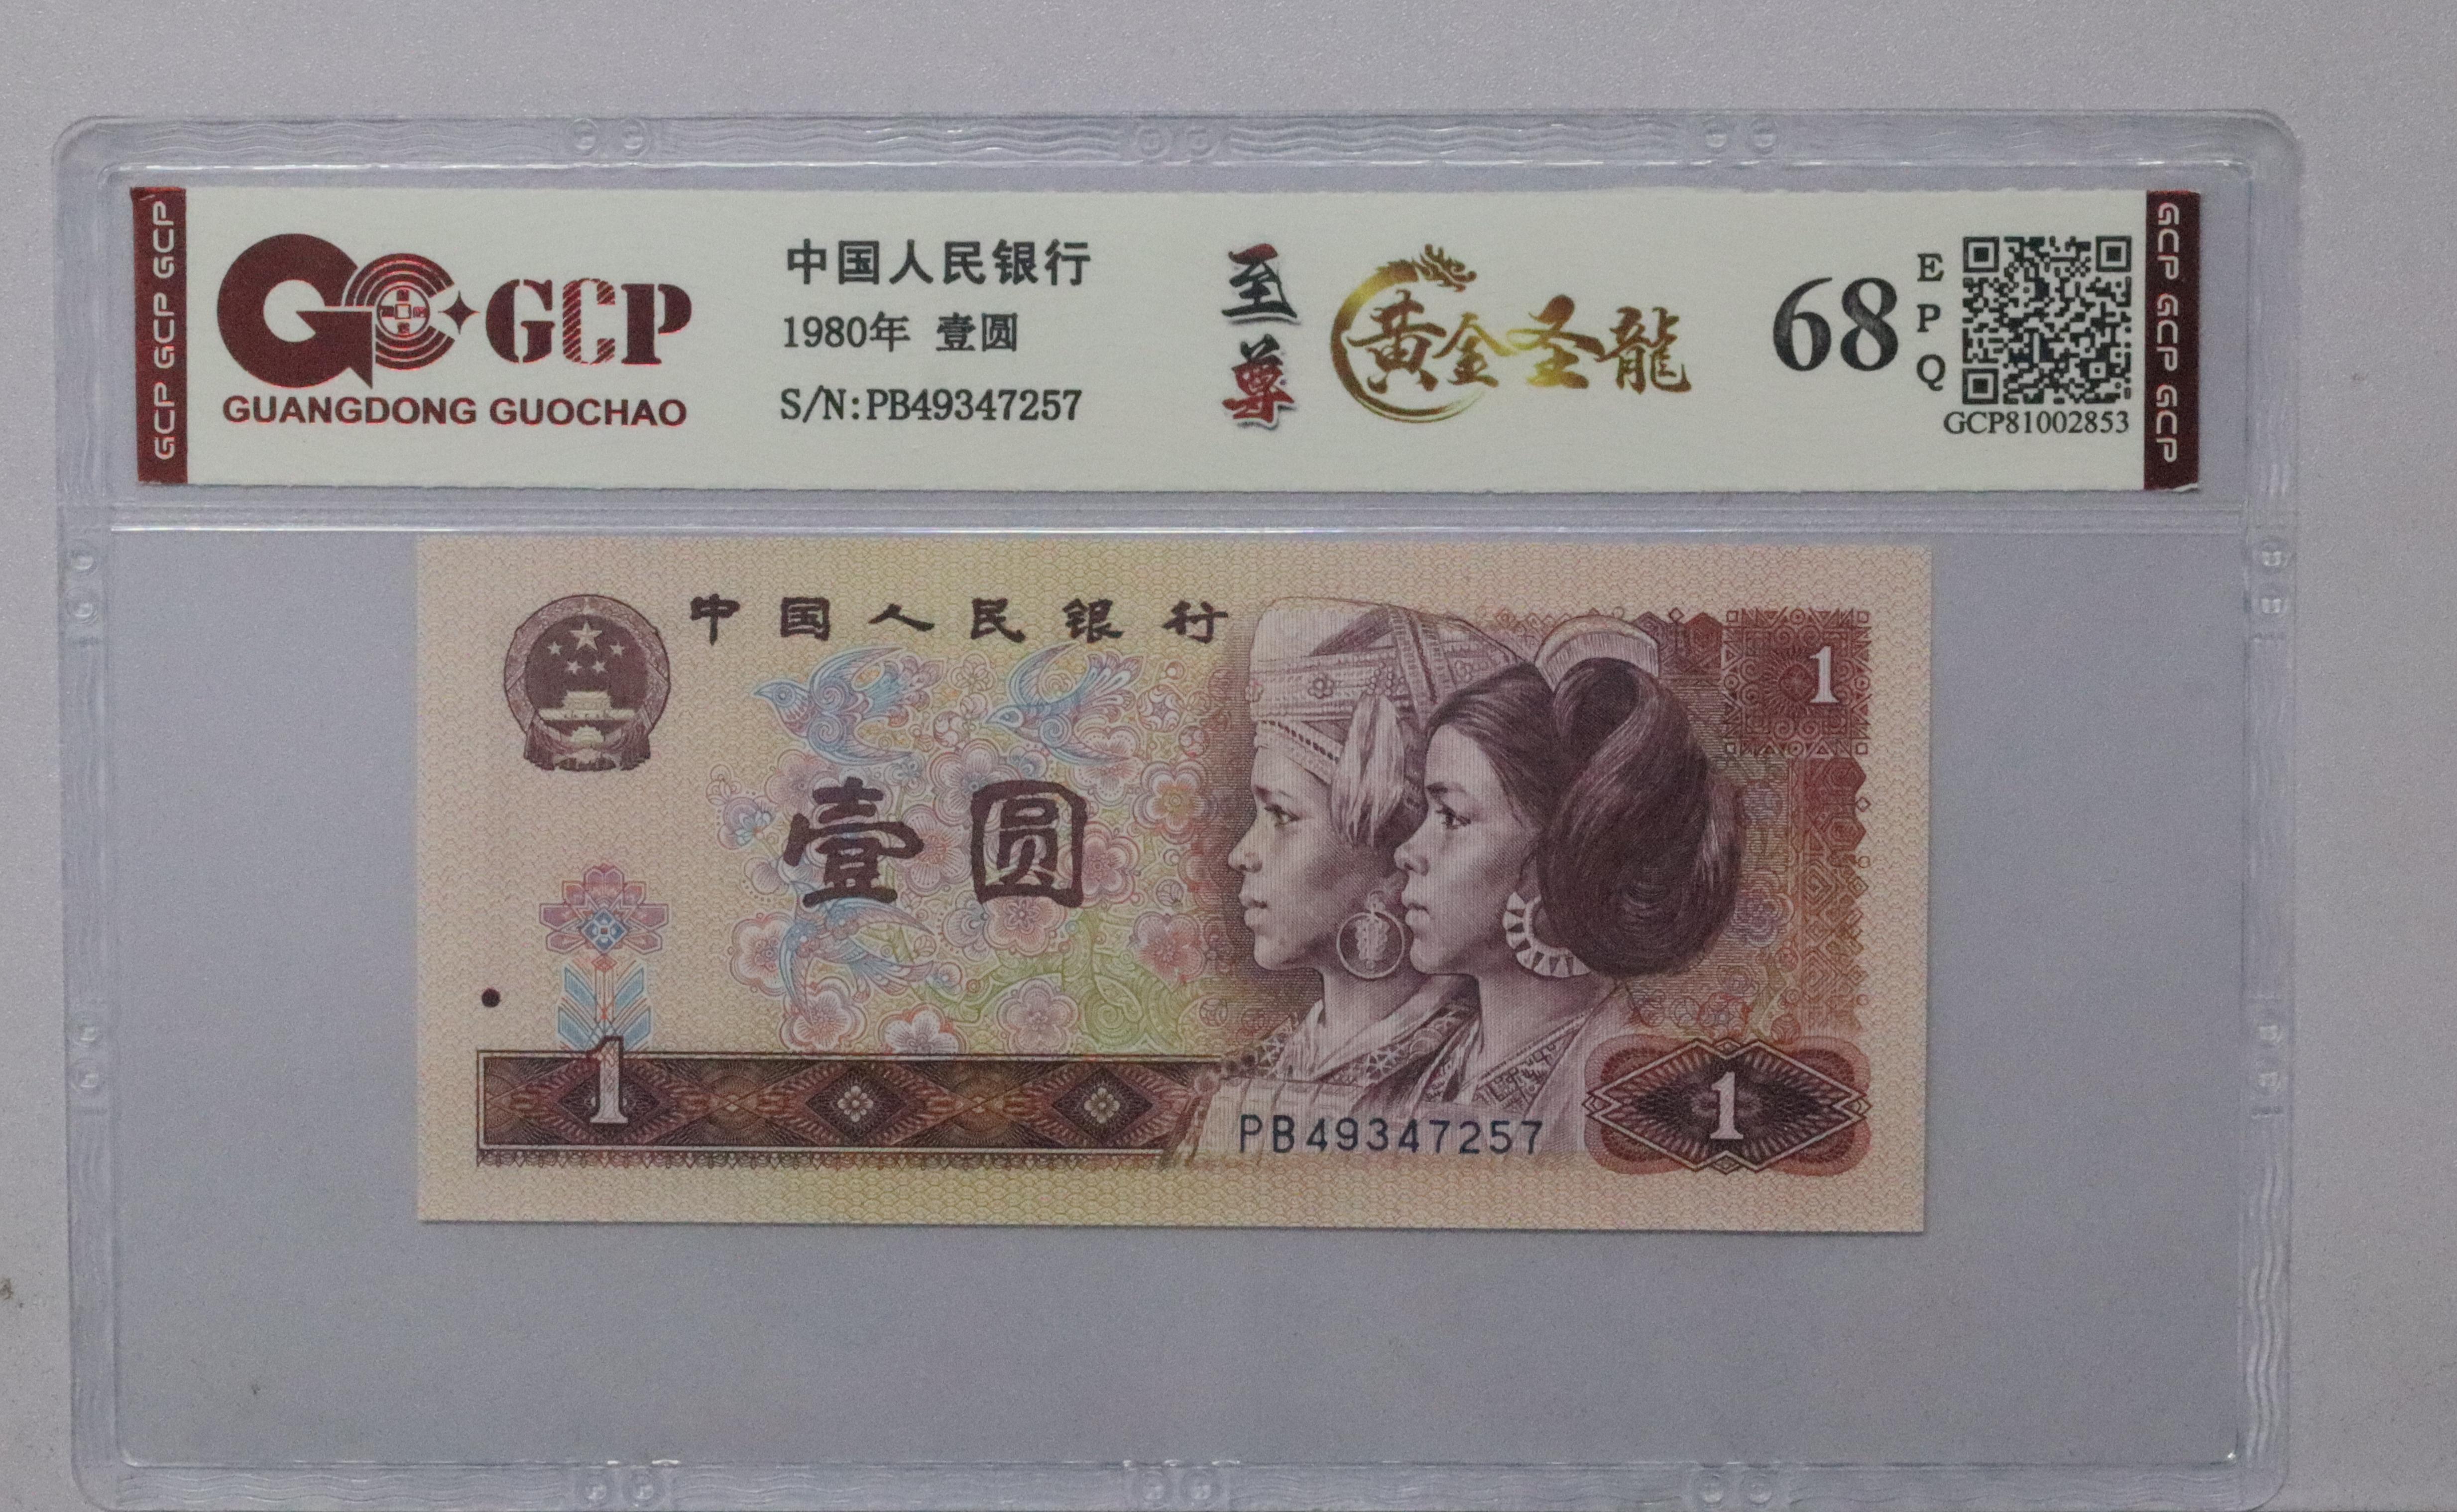 GCP GCP GCP
GCP
GUANGDONG GUOCHAO
中国人民银行
1980年 壹圆
S/N:PB49347257
至尊
黄金圣龍
68
EPQ
GCP81002853
GCP GCP GCP
中国人民银行
1
壹圆
1
PB49347257
1